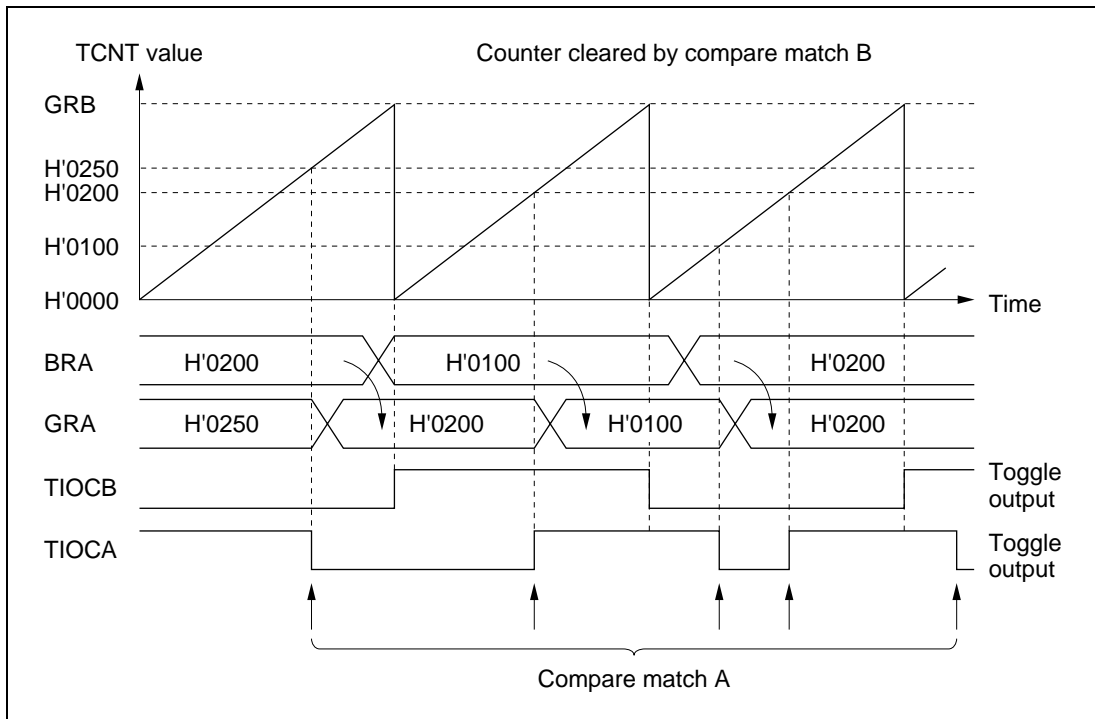 TCNT value
Counter cleared by compare match B
GRB
H'0250
H'0200
H'0100
H'0000
Time
BRA
H'0200
H'0100
H'0200
GRA
H'0250
H'0200
H'0100
H'0200
TIOCB
Toggle
output
TIOCA
Toggle
output
Compare match A